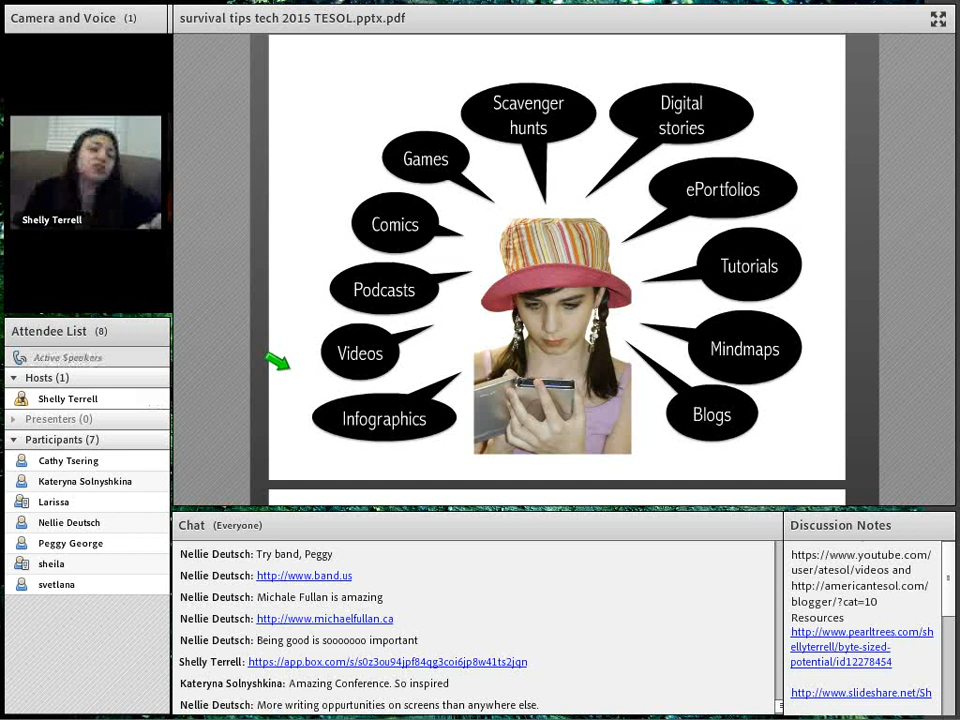 Camera and Voice (1)
survival tips tech 2015 TESOL.pptx.pdf
Shelly Terrell
Scavenger
hunts
Digital
stories
Games
ePortfolios
Comics
Tutorials
Podcasts
Videos
Mindmaps
Infographics
Blogs
Attendee List (8)
Active Speakers
Hosts (1)
Shelly Terrell
Presenters (0)
Participants (7)
Cathy Tsering
Kateryna Solnyshkina
Larissa
Nellie Deutsch
Peggy George
sheila
svetlana
Chat (Everyone)
Nellie Deutsch: Try band, Peggy
Nellie Deutsch: http://www.band.us
Nellie Deutsch: Michale Fullan is amazing
Nellie Deutsch: http://www.michaelfullan.ca
Nellie Deutsch: Being good is sooooooo important
Shelly Terrell: https://app.box.com/s/s0z3ou94jpf84qg3coi6jp8w41ts2jqn
Kateryna Solnyshkina: Amazing Conference. So inspired
Nellie Deutsch: More writing oppurtunities on screens than anywhere else.
Discussion Notes
https://www.youtube.com/
user/atesol/videos and
http://americantesol.com/
blogger/?cat=10
Resources
http://www.pearltrees.com/sh
ellyterrell/byte-sized-
potential/id12278454
http://www.slideshare.net/Sh